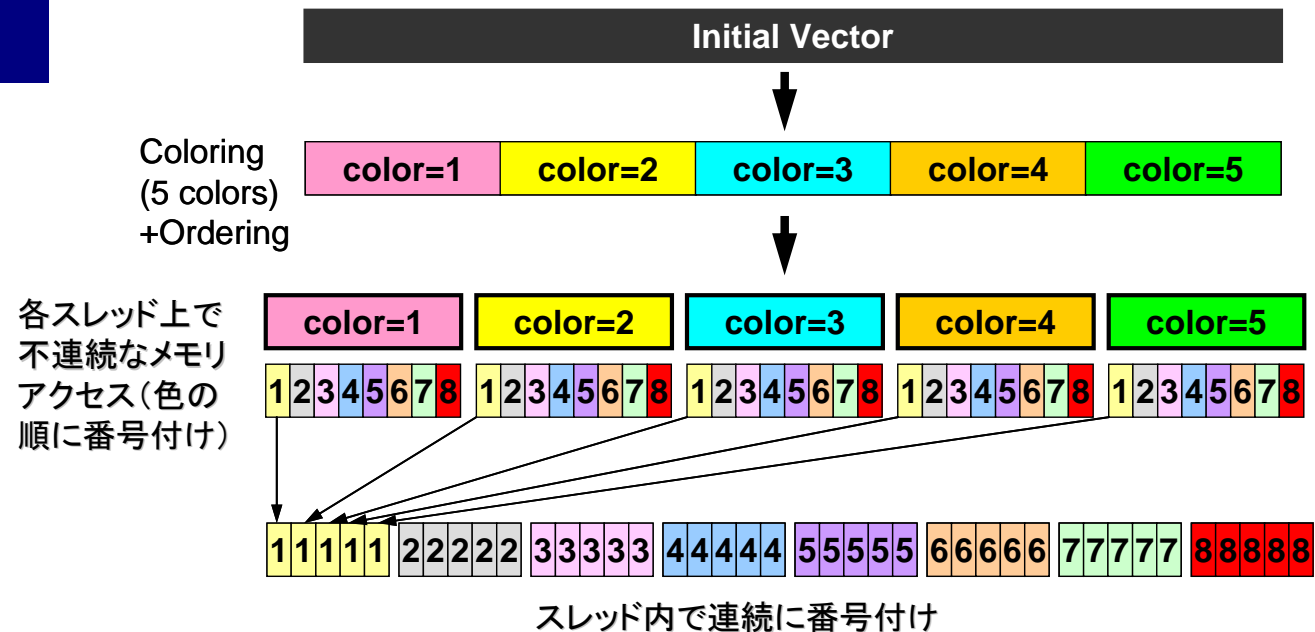 Initial Vector
Coloring
(5 colors)
+Ordering
color=1 color=2 color=3 color=4 color=5
各スレッド上で
不連続なメモリ
アクセス（色の
順に番号付け）
color=1 color=2 color=3 color=4 color=5
1 2 3 4 5 6 7 8 1 2 3 4 5 6 7 8 1 2 3 4 5 6 7 8 1 2 3 4 5 6 7 8 1 2 3 4 5 6 7 8
1 1 1 1 1 2 2 2 2 2 3 3 3 3 3 4 4 4 4 4 5 5 5 5 5 6 6 6 6 6 7 7 7 7 7 8 8 8 8 8
スレッド内で連続に番号付け